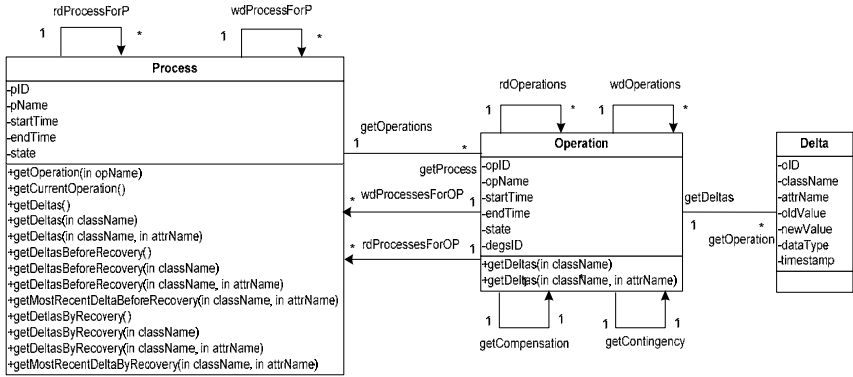 rdProcessForP
wdProcessForP
1
*
1
*
Process
-pID
-pName
-startTime
-endTime
-state
+getOperation(in opName)
+getCurrentOperation()
+getDeltas()
+getDeltas(in className)
+getDeltas(in className, in attrName)
+getDeltasBeforeRecovery()
+getDeltasBeforeRecovery(in className)
+getDeltasBeforeRecovery(in className, in attrName)
+getMostRecentDeltaBeforeRecovery(in className, in attrName)
+getDetlasByRecovery()
+getDeltasByRecovery(in className)
+getDeltasByRecovery(in className, in attrName)
+getMostRecentDeltaByRecovery(in className, in attrName)
getOperations
1
*
getProcess
* wdProcessesForOP 1
* rdProcessesForOP 1
rdOperations
wdOperations
1
*
1
*
Operation
-opID
-opName
-startTime
-endTime
-state
-degsID
+getDeltas(in className)
+getDeltas(in className, in attrName)
1
1
1
1
getCompensation
getContingency
getDeltas
1
*
getOperation
Delta
-oID
-className
-attrName
-oldValue
-newValue
-dataType
-timestamp